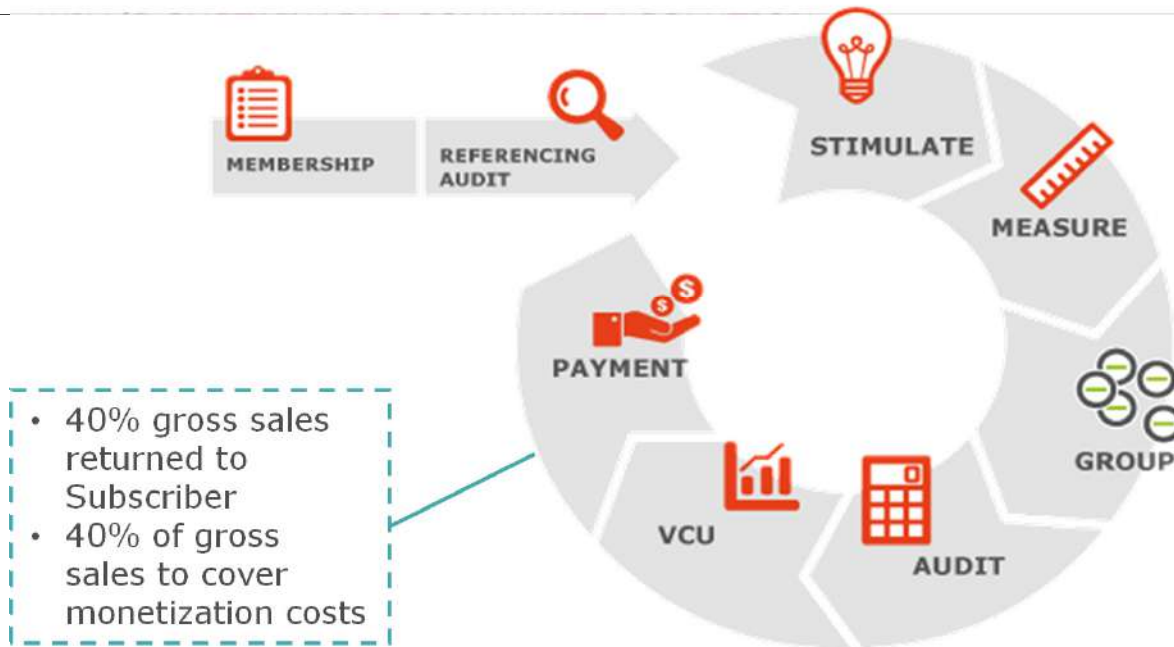 MEMBERSHIP
REFERENCING
AUDIT
STIMULATE
MEASURE
GROUP
AUDIT
VCU
PAYMENT
• 40% gross sales
returned to
Subscriber
• 40% of gross
sales to cover
monetization costs